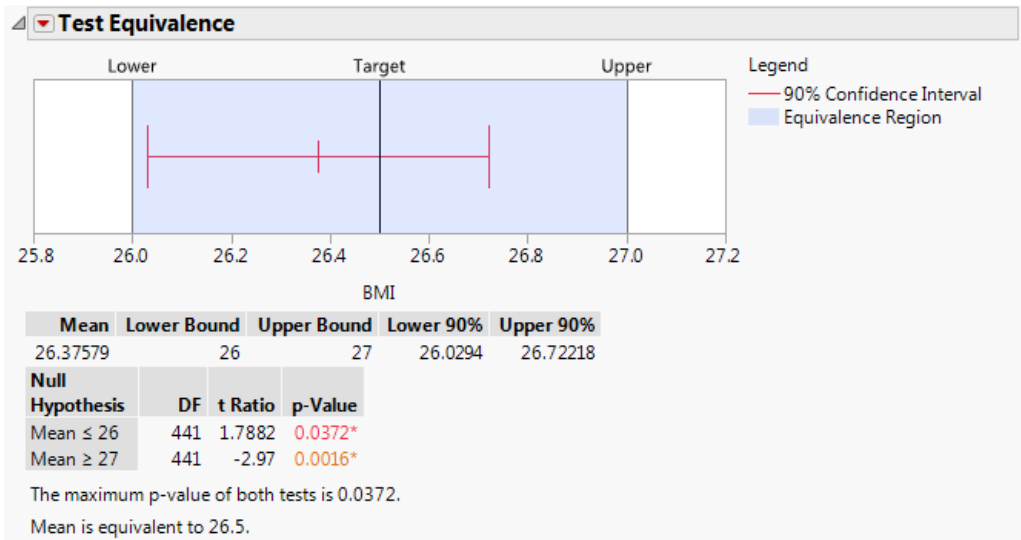 Test Equivalence
Lower Target Upper
Legend
90% Confidence Interval
Equivalence Region
25.8 26.0 26.2 26.4 26.6 26.8 27.0 27.2
BMI
Mean Lower Bound Upper Bound Lower 90% Upper 90%
26.37579 26 27 26.0294 26.72218
Null
Hypothesis DF t Ratio p-Value
Mean ≤ 26 441 1.7882 0.0372*
Mean ≥ 27 441 -2.97 0.0016*
The maximum p-value of both tests is 0.0372.
Mean is equivalent to 26.5.